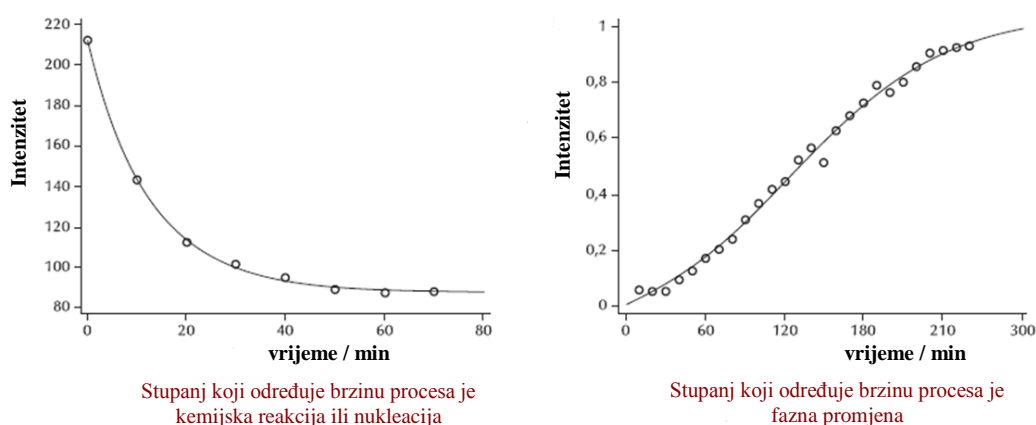 220
200
180
160
140
120
100
80
Intenzitet
0 20 40 60 80
vrijeme / min
Stupanj koji određuje brzinu procesa je
kemijska reakcija ili nukleacija
1
0,8
0,6
0,4
0,2
0
Intenzitet
0 60 120 180 210 300
vrijeme / min
Stupanj koji određuje brzinu procesa je
fazna promjena